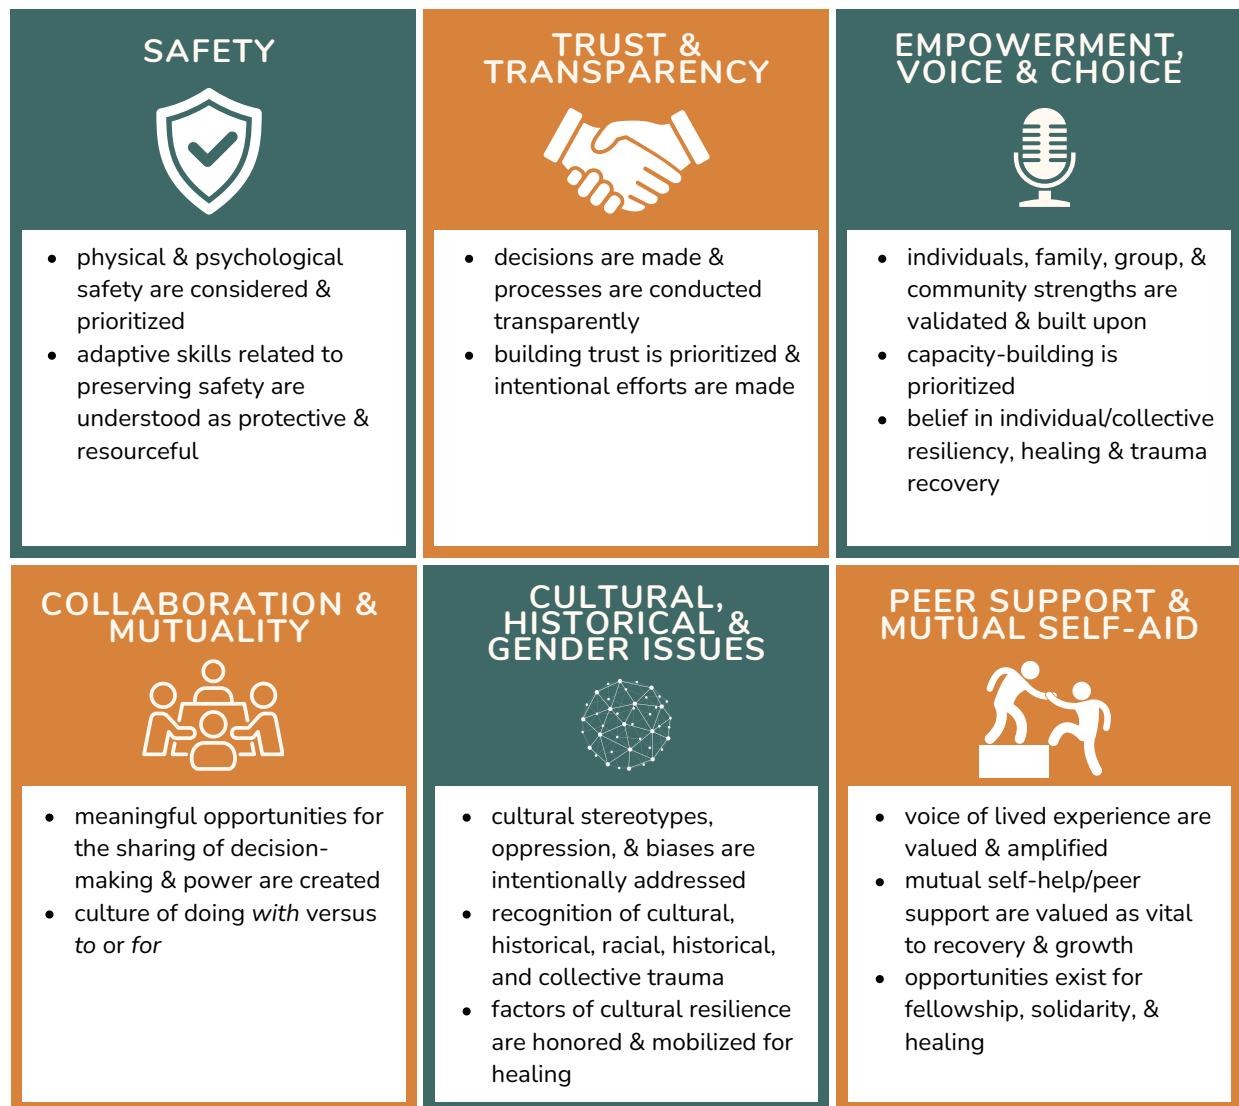 SAFETY
• physical & psychological
safety are considered &
prioritized
• adaptive skills related to
preserving safety are
understood as protective &
resourceful
TRUST &
TRANSPARENCY
• decisions are made &
processes are conducted
transparently
• building trust is prioritized &
intentional efforts are made
EMPOWERMENT,
VOICE & CHOICE
• individuals, family, group, &
community strengths are
validated & built upon
• capacity-building is
prioritized
• belief in individual/collective
resiliency, healing & trauma
recovery
COLLABORATION &
MUTUALITY
• meaningful opportunities for
the sharing of decision-
making & power are created
• culture of doing with versus
to or for
CULTURAL,
HISTORICAL &
GENDER ISSUES
• cultural stereotypes,
oppression, & biases are
intentionally addressed
• recognition of cultural,
historical, racial, historical,
and collective trauma
• factors of cultural resilience
are honored & mobilized for
healing
PEER SUPPORT &
MUTUAL SELF-AID
• voice of lived experience are
valued & amplified
• mutual self-help/peer
support are valued as vital
to recovery & growth
• opportunities exist for
fellowship, solidarity, &
healing